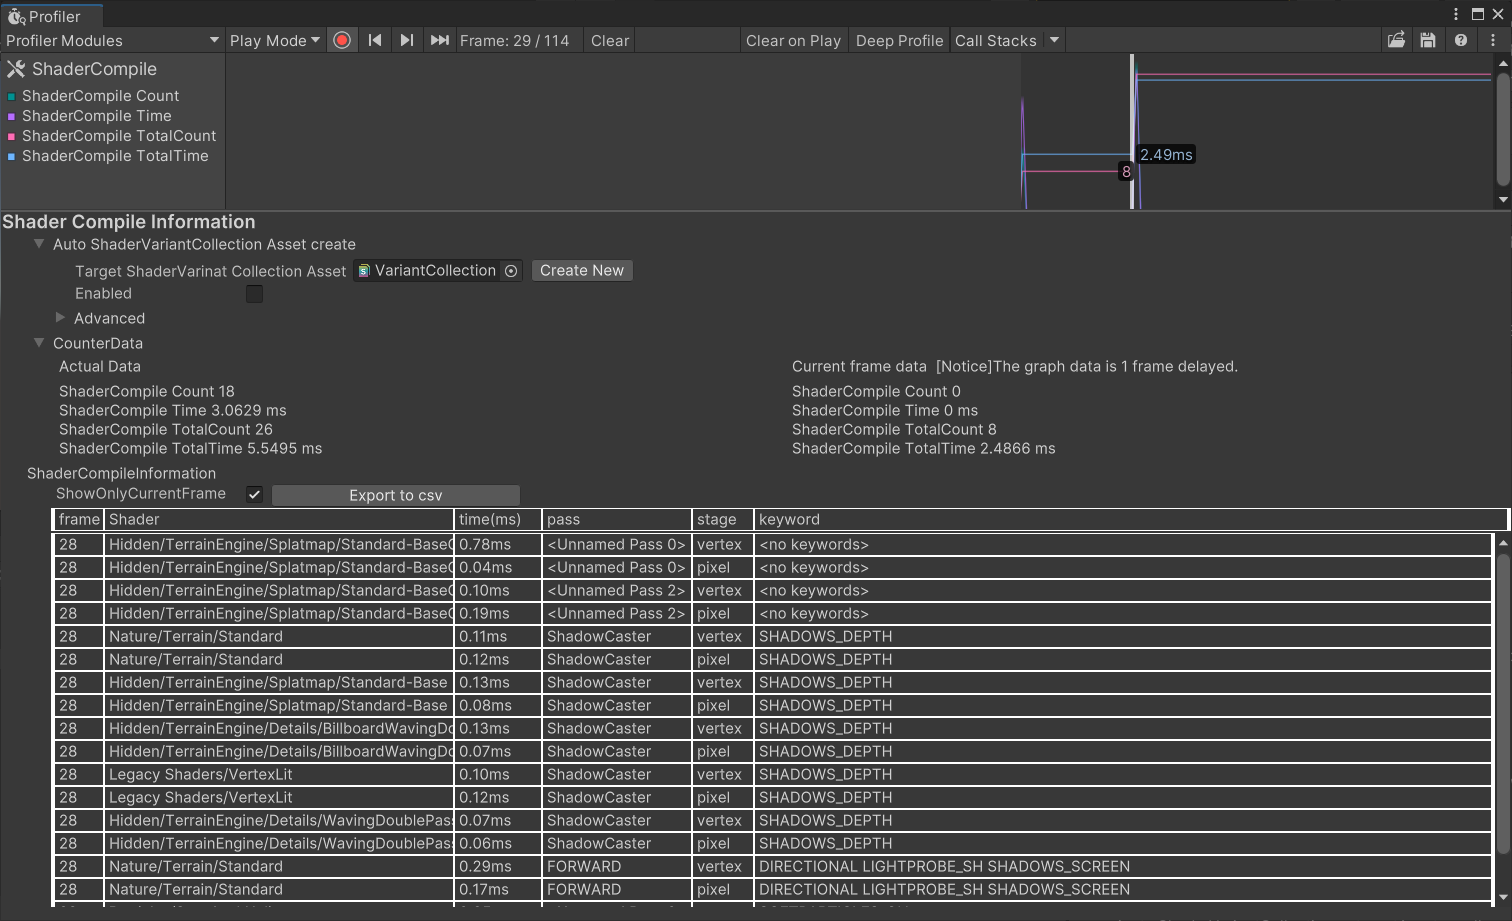 Profiler
Profiler Modules Play Mode Frame: 29 / 114 Clear Clear on Play Deep Profile Call Stacks
ShaderCompile
ShaderCompile Count
ShaderCompile Time
ShaderCompile TotalCount
ShaderCompile TotalTime
2.49ms
8
Shader Compile Information
Auto ShaderVariantCollection Asset create
Target ShaderVarinat Collection Asset VariantCollection Create New
Enabled
Advanced
CounterData
Actual Data Current frame data [Notice]The graph data is 1 frame delayed.
ShaderCompile Count 18 ShaderCompile Count 0
ShaderCompile Time 3.0629 ms ShaderCompile Time 0 ms
ShaderCompile TotalCount 26 ShaderCompile TotalCount 8
ShaderCompile TotalTime 5.5495 ms ShaderCompile TotalTime 2.4866 ms
ShaderCompileInformation
ShowOnlyCurrentFrame Export to csv
frame Shader time(ms) pass stage keyword
28 Hidden/TerrainEngine/Splatmap/Standard-Base 0.78ms <Unnamed Pass 0> vertex <no keywords>
28 Hidden/TerrainEngine/Splatmap/Standard-Base 0.04ms <Unnamed Pass 0> pixel <no keywords>
28 Hidden/TerrainEngine/Splatmap/Standard-Base 0.10ms <Unnamed Pass 2> vertex <no keywords>
28 Hidden/TerrainEngine/Splatmap/Standard-Base 0.19ms <Unnamed Pass 2> pixel <no keywords>
28 Nature/Terrain/Standard 0.11ms ShadowCaster vertex SHADOWS_DEPTH
28 Nature/Terrain/Standard 0.12ms ShadowCaster pixel SHADOWS_DEPTH
28 Hidden/TerrainEngine/Splatmap/Standard-Base 0.13ms ShadowCaster vertex SHADOWS_DEPTH
28 Hidden/TerrainEngine/Splatmap/Standard-Base 0.08ms ShadowCaster pixel SHADOWS_DEPTH
28 Hidden/TerrainEngine/Details/BillboardWavingDo 0.13ms ShadowCaster vertex SHADOWS_DEPTH
28 Hidden/TerrainEngine/Details/BillboardWavingDo 0.07ms ShadowCaster pixel SHADOWS_DEPTH
28 Legacy Shaders/VertexLit 0.10ms ShadowCaster vertex SHADOWS_DEPTH
28 Legacy Shaders/VertexLit 0.12ms ShadowCaster pixel SHADOWS_DEPTH
28 Hidden/TerrainEngine/Details/WavingDoublePas 0.07ms ShadowCaster vertex SHADOWS_DEPTH
28 Hidden/TerrainEngine/Details/WavingDoublePas 0.06ms ShadowCaster pixel SHADOWS_DEPTH
28 Nature/Terrain/Standard 0.29ms FORWARD vertex DIRECTIONAL LIGHTPROBE_SH SHADOWS_SCREEN
28 Nature/Terrain/Standard 0.17ms FORWARD pixel DIRECTIONAL LIGHTPROBE_SH SHADOWS_SCREEN